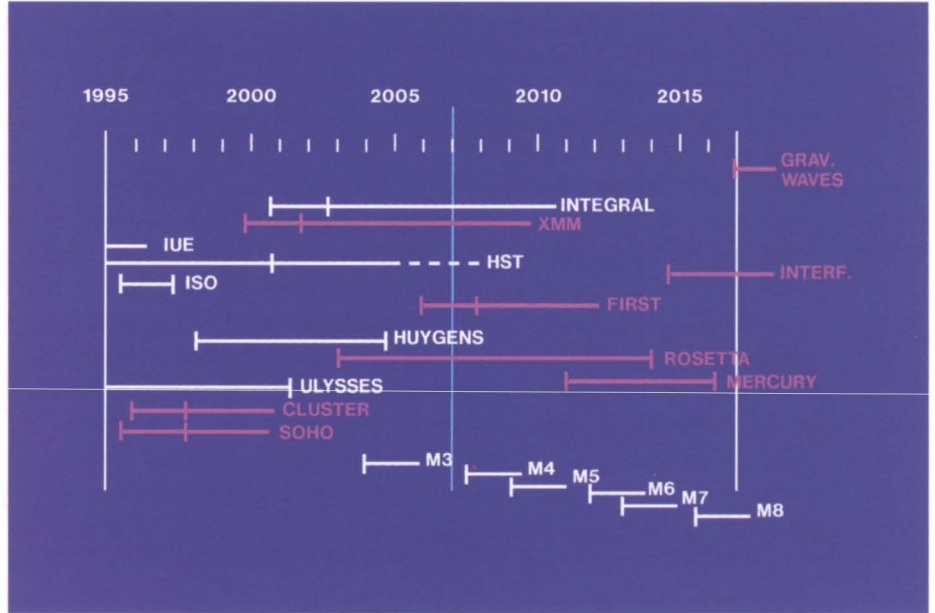 1995 2000 2005 2010 2015
GRAV.
WAVES
INTEGRAL
XMM
IUE
HST
INTERF.
ISO
FIRST
HUYGENS
ROSETTA
MERCURY
ULYSSES
CLUSTER
SOHO
M3
M4
M5
M6
M7
M8